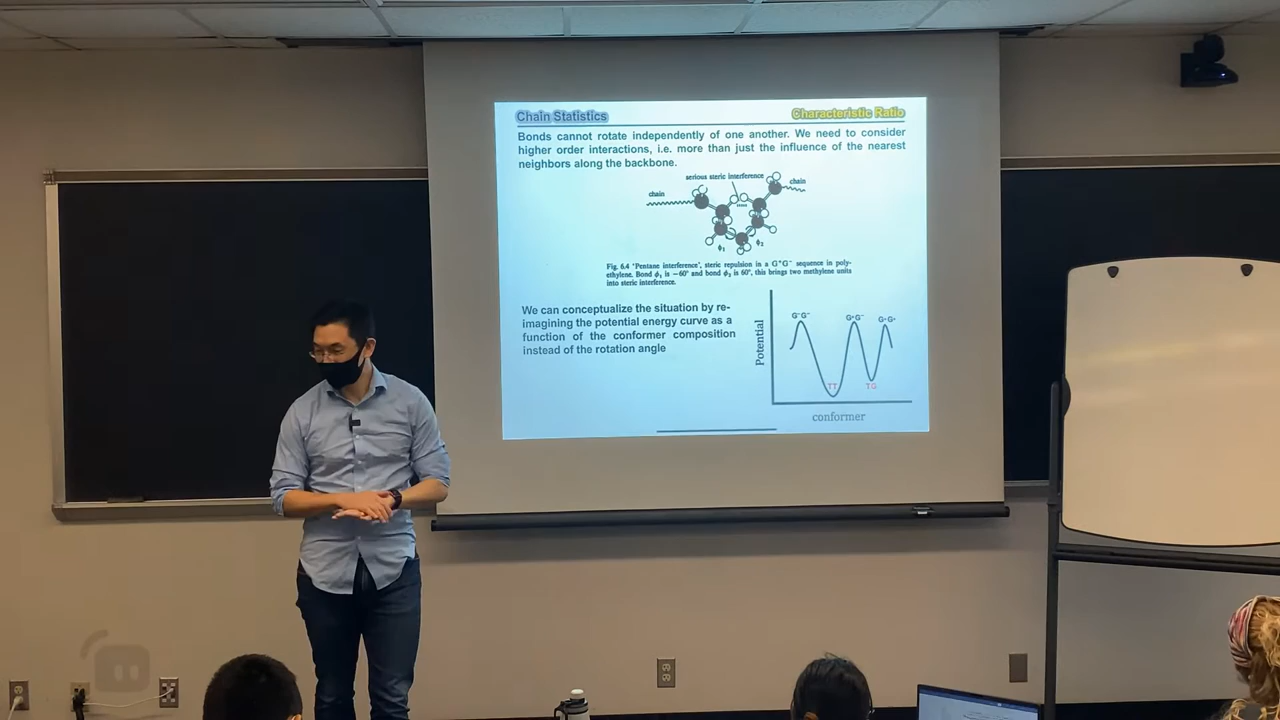 Chain Statistics
Characteristic Ratio
Bonds cannot rotate independently of one another. We need to consider
higher order interactions, i.e. more than just the influence of the nearest
neighbors along the backbone.
serious steric interference
chain
chain
ϕ₁
ϕ₂
Fig. 6.4 'Pentane interference', steric repulsion in a G⁺G⁻ sequence in poly-
ethylene. Bond ϕ₁ is −60° and bond ϕ₂ is 60°, this brings two methylene units
into steric interference.
We can conceptualize the situation by re-
imagining the potential energy curve as a
function of the conformer composition
instead of the rotation angle
Potential
G⁻G⁻
G⁺G⁻
G⁺G⁺
TT
TG
conformer